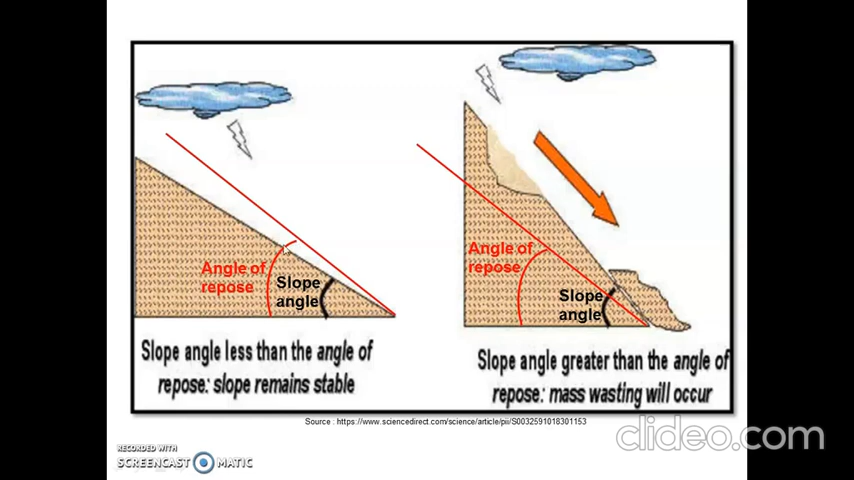 Angle of
repose
Slope
angle
Slope angle less than the angle of
repose: slope remains stable
Angle of
repose
Slope
angle
Slope angle greater than the angle of
repose: mass wasting will occur
Source : https://www.sciencedirect.com/science/article/pii/S0032591018301153
RECORDED WITH
SCREENCAST MATIC
clideo.com